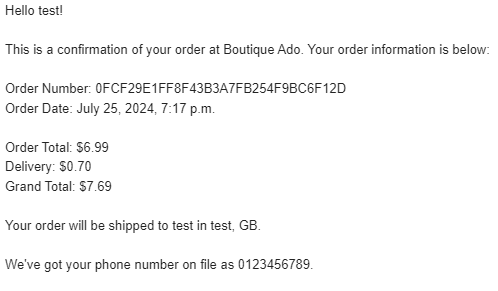 Hello test!
This is a confirmation of your order at Boutique Ado. Your order information is below:
Order Number: 0FCF29E1FF8F43B3A7FB254F9BC6F12D
Order Date: July 25, 2024, 7:17 p.m.
Order Total: $6.99
Delivery: $0.70
Grand Total: $7.69
Your order will be shipped to test in test, GB.
We've got your phone number on file as 0123456789.